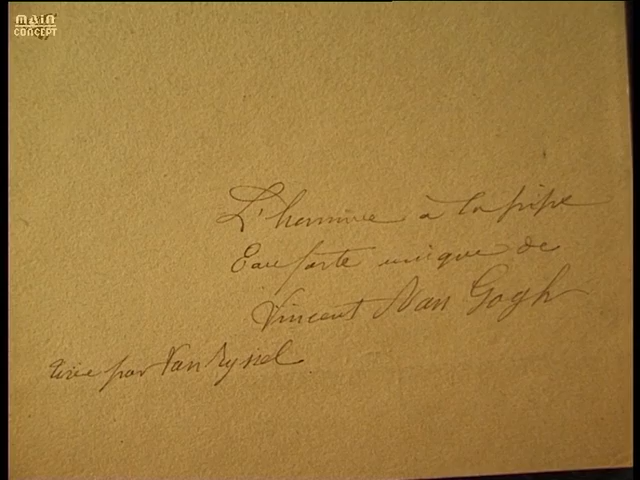 MAIN
CONCEPT
L'homme à la pipe
Eau forte unique de
Vincent Van Gogh
tirée par Van Ryssel